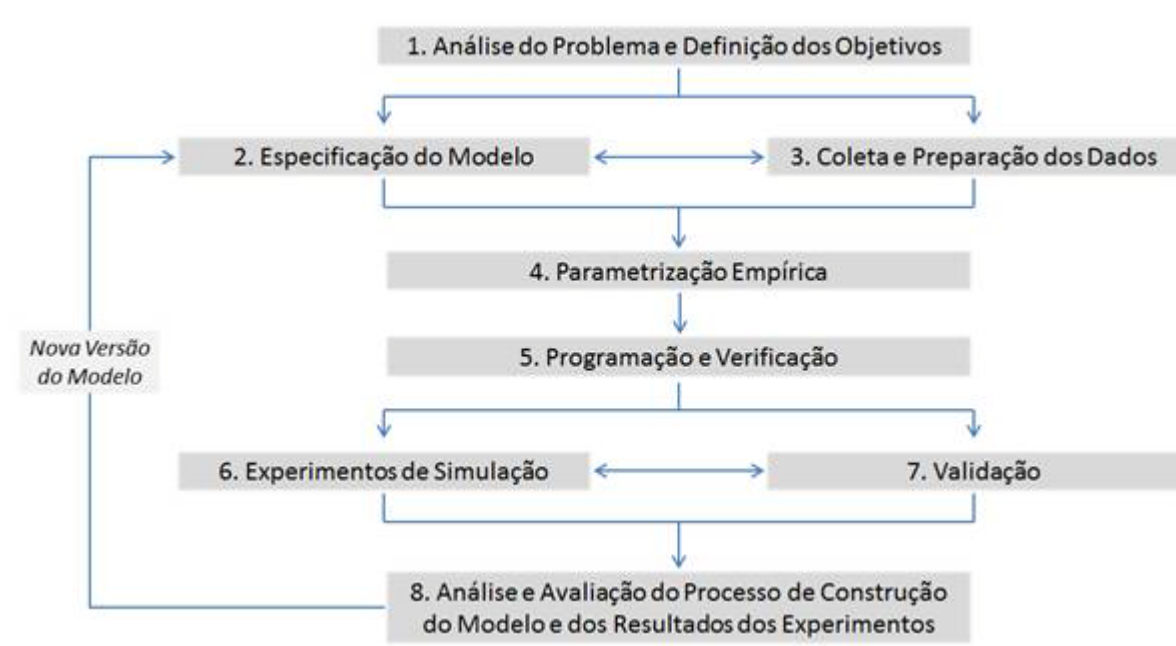 1. Análise do Problema e Definição dos Objetivos
2. Especificação do Modelo
3. Coleta e Preparação dos Dados
4. Parametrização Empírica
Nova Versão
do Modelo
5. Programação e Verificação
6. Experimentos de Simulação
7. Validação
8. Análise e Avaliação do Processo de Construção
do Modelo e dos Resultados dos Experimentos